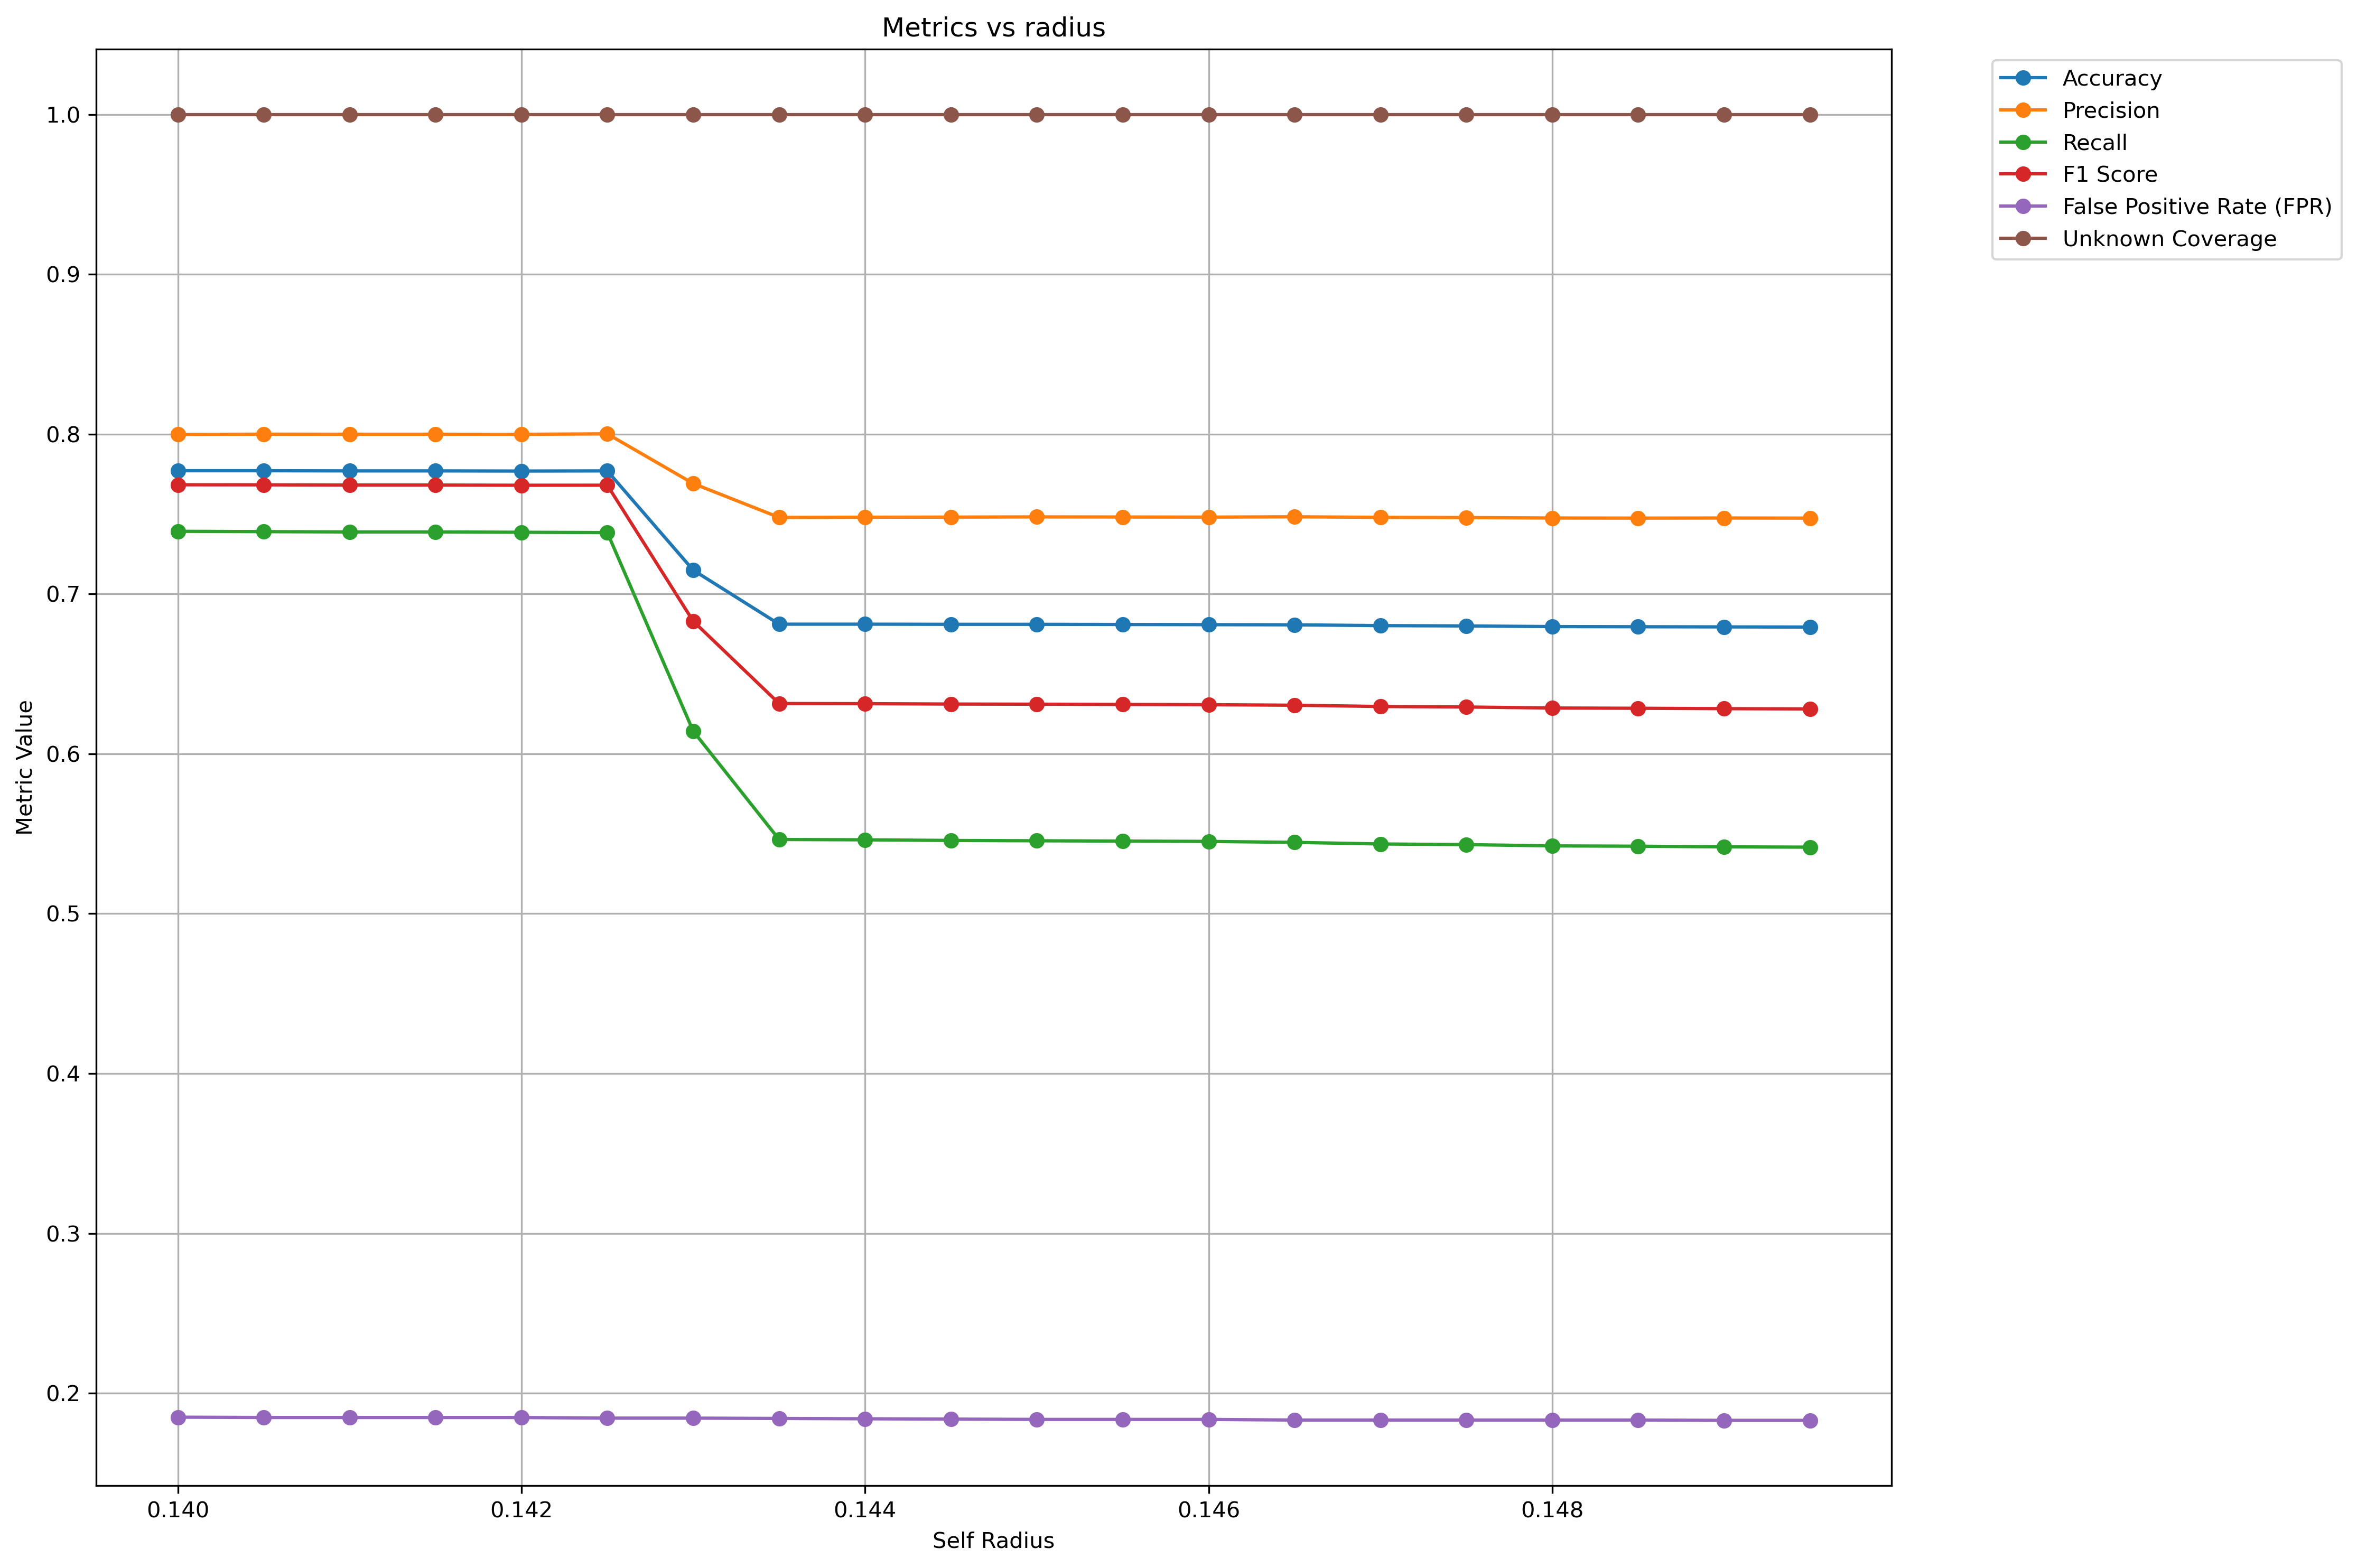 Metrics vs radius
Accuracy
Precision
Recall
F1 Score
False Positive Rate (FPR)
Unknown Coverage
1.0
0.9
0.8
0.7
0.6
0.5
0.4
0.3
0.2
Metric Value
0.140 0.142 0.144 0.146 0.148
Self Radius